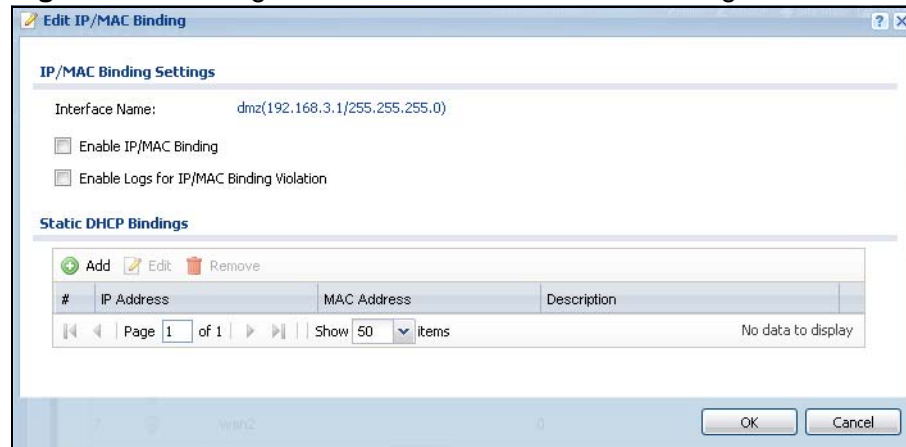 Edit IP/MAC Binding
IP/MAC Binding Settings
Interface Name: dmz(192.168.3.1/255.255.255.0)
Enable IP/MAC Binding
Enable Logs for IP/MAC Binding Violation
Static DHCP Bindings
Add Edit Remove
# IP Address MAC Address Description
Page 1 of 1 Show 50 items No data to display
OK Cancel